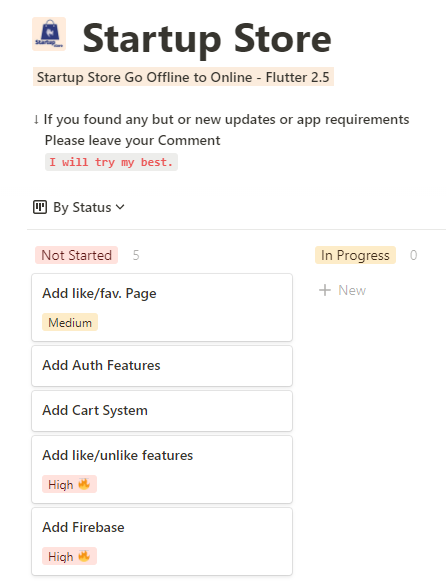 Startup
Store
Startup Store
Startup Store Go Offline to Online - Flutter 2.5
↓ If you found any but or new updates or app requirements
Please leave your Comment
I will try my best.
By Status
Not Started 5
In Progress 0
Add like/fav. Page
Medium
Add Auth Features
Add Cart System
Add like/unlike features
High 🔥
Add Firebase
High 🔥
+ New